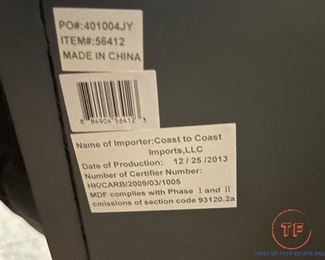 PO#:401004JY
ITEM#:56412
MADE IN CHINA
8 84904 56412 3
Name of Importer:Coast to Coast
Imports,LLC
Date of Production: 12 / 25 /2013
Number of Certifier Number:
HK/CARB/2009/03/1005
MDF complies with Phase I and II
emissions of section code 93120.2a
TF